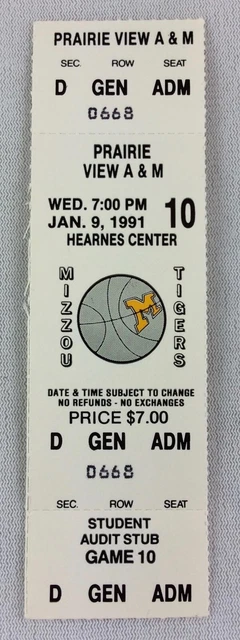 PRAIRIE VIEW A & M
SEC. ROW SEAT
D GEN ADM
0668
PRAIRIE
VIEW A & M
WED. 7:00 PM
JAN. 9, 1991 10
HEARNES CENTER
MIZZOU M TIGERS
DATE & TIME SUBJECT TO CHANGE
NO REFUNDS - NO EXCHANGES
PRICE $7.00
D GEN ADM
0668
SEC. ROW SEAT
STUDENT
AUDIT STUB
GAME 10
D GEN ADM